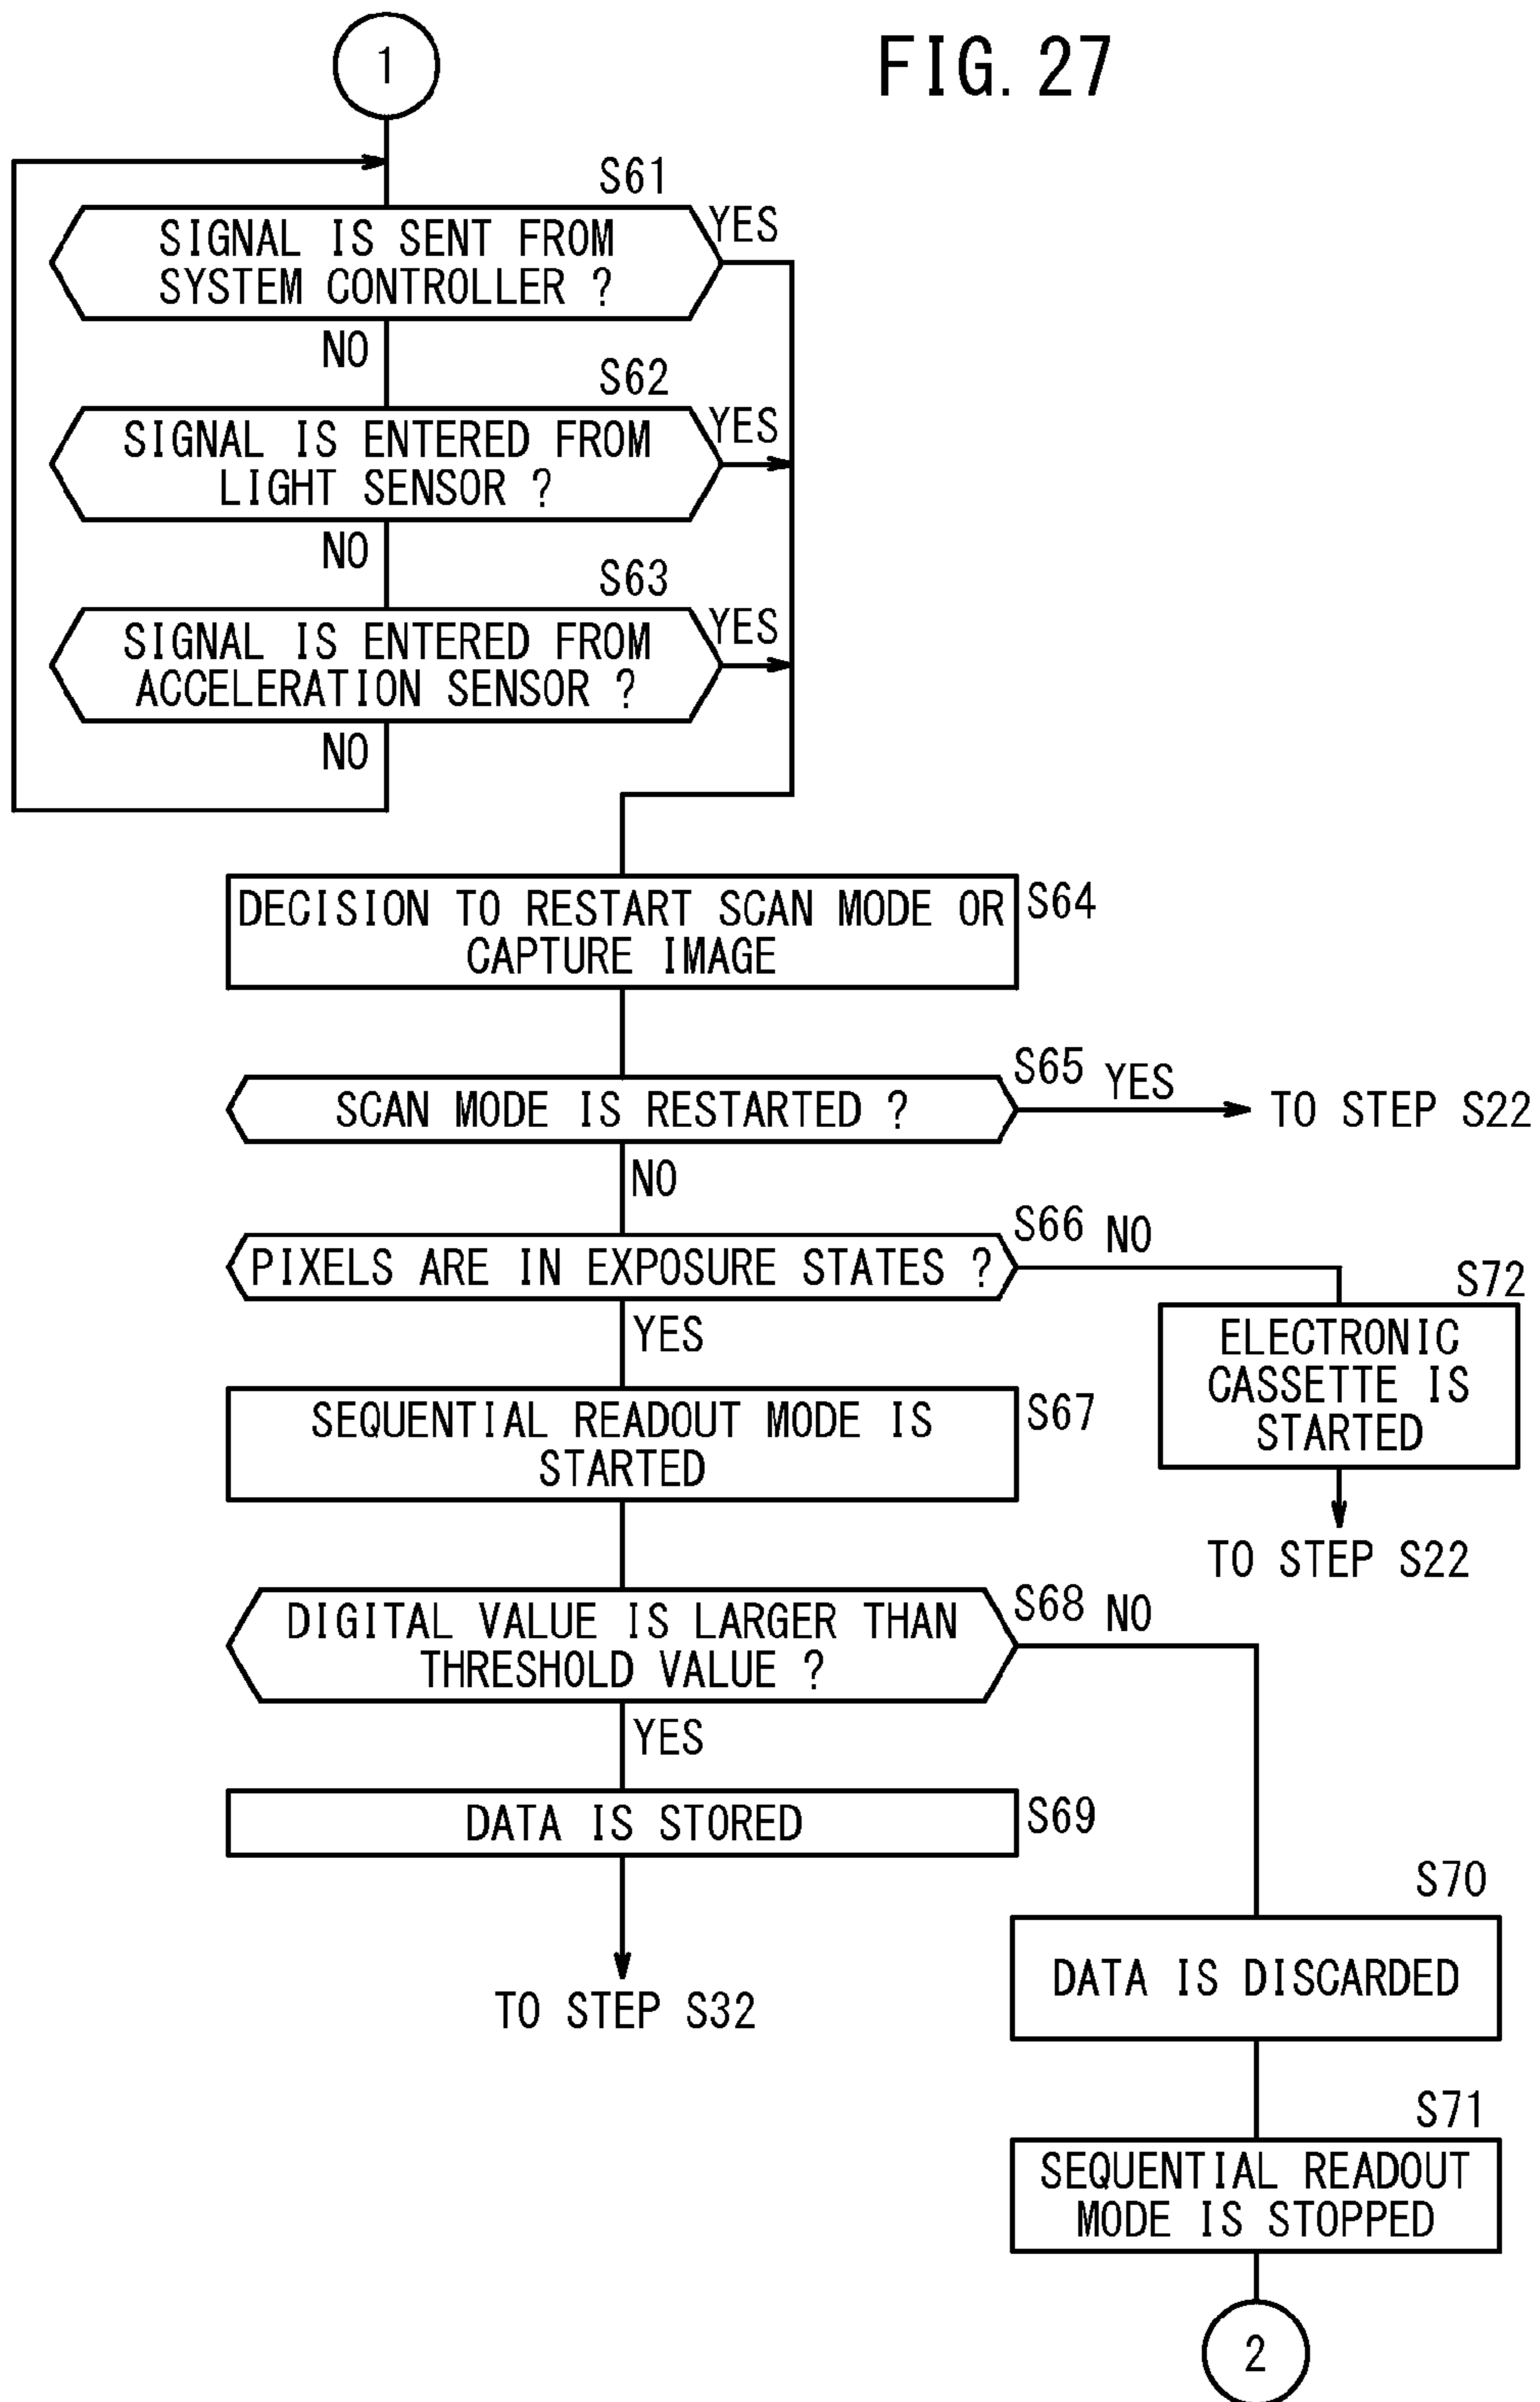 FIG. 27
1
S61
SIGNAL IS SENT FROM
SYSTEM CONTROLLER ?
YES
NO
S62
SIGNAL IS ENTERED FROM
LIGHT SENSOR ?
YES
NO
S63
SIGNAL IS ENTERED FROM
ACCELERATION SENSOR ?
YES
NO
DECISION TO RESTART SCAN MODE OR
CAPTURE IMAGE
S64
SCAN MODE IS RESTARTED ?
S65
YES
TO STEP S22
NO
PIXELS ARE IN EXPOSURE STATES ?
S66
NO
S72
ELECTRONIC
CASSETTE IS
STARTED
TO STEP S22
YES
SEQUENTIAL READOUT MODE IS
STARTED
S67
DIGITAL VALUE IS LARGER THAN
THRESHOLD VALUE ?
S68
NO
YES
DATA IS STORED
S69
TO STEP S32
S70
DATA IS DISCARDED
S71
SEQUENTIAL READOUT
MODE IS STOPPED
2